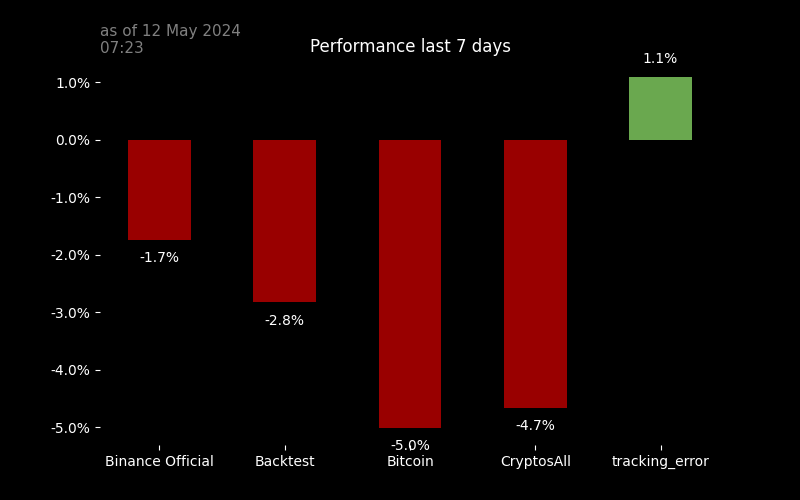 as of 12 May 2024
07:23
Performance last 7 days
1.1%
1.0%
0.0%
-1.0%
-2.0%
-3.0%
-4.0%
-5.0%
-1.7%
-2.8%
-5.0%
-4.7%
Binance Official
Backtest
Bitcoin
CryptosAll
tracking_error